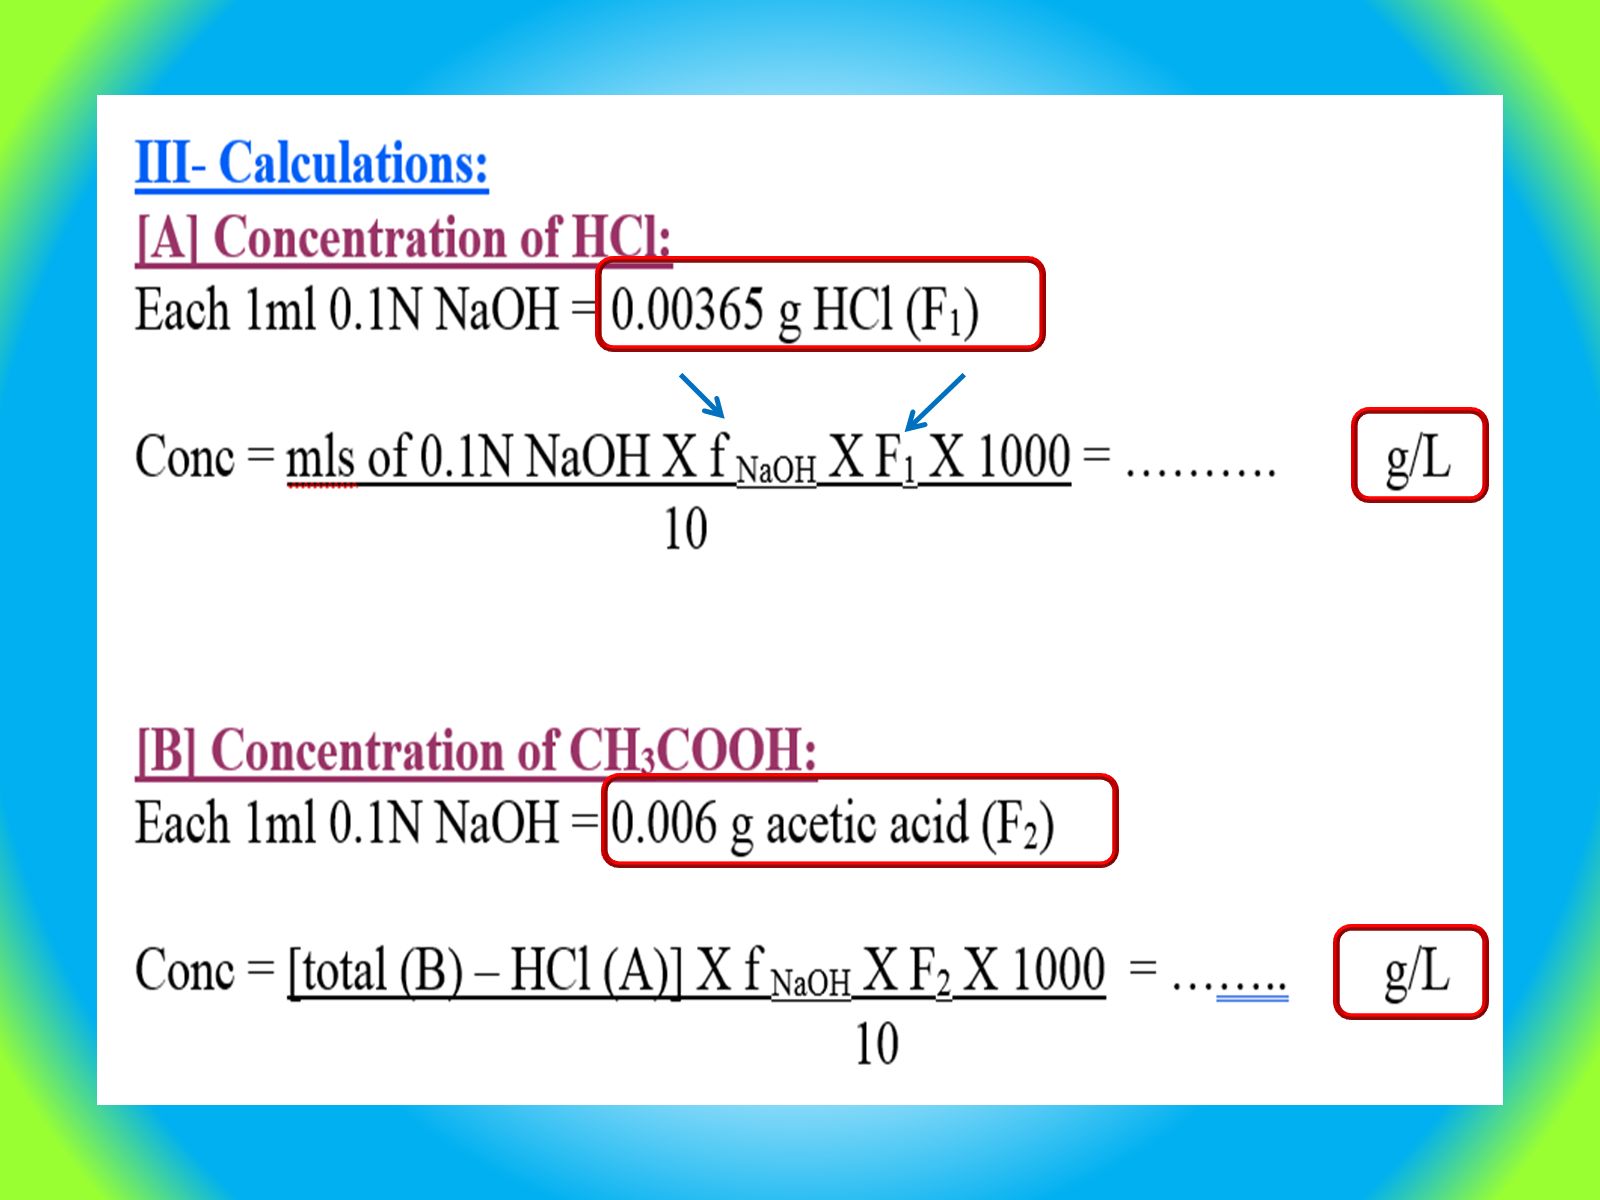 III- Calculations:
[A] Concentration of HCl:
Each 1ml 0.1N NaOH = 0.00365 g HCl (F₁)
Conc = mls of 0.1N NaOH X f NaOH X F₁ X 1000 = ………. g/L
10
[B] Concentration of CH₃COOH:
Each 1ml 0.1N NaOH = 0.006 g acetic acid (F₂)
Conc = [total (B) – HCl (A)] X f NaOH X F₂ X 1000 = …….. g/L
10